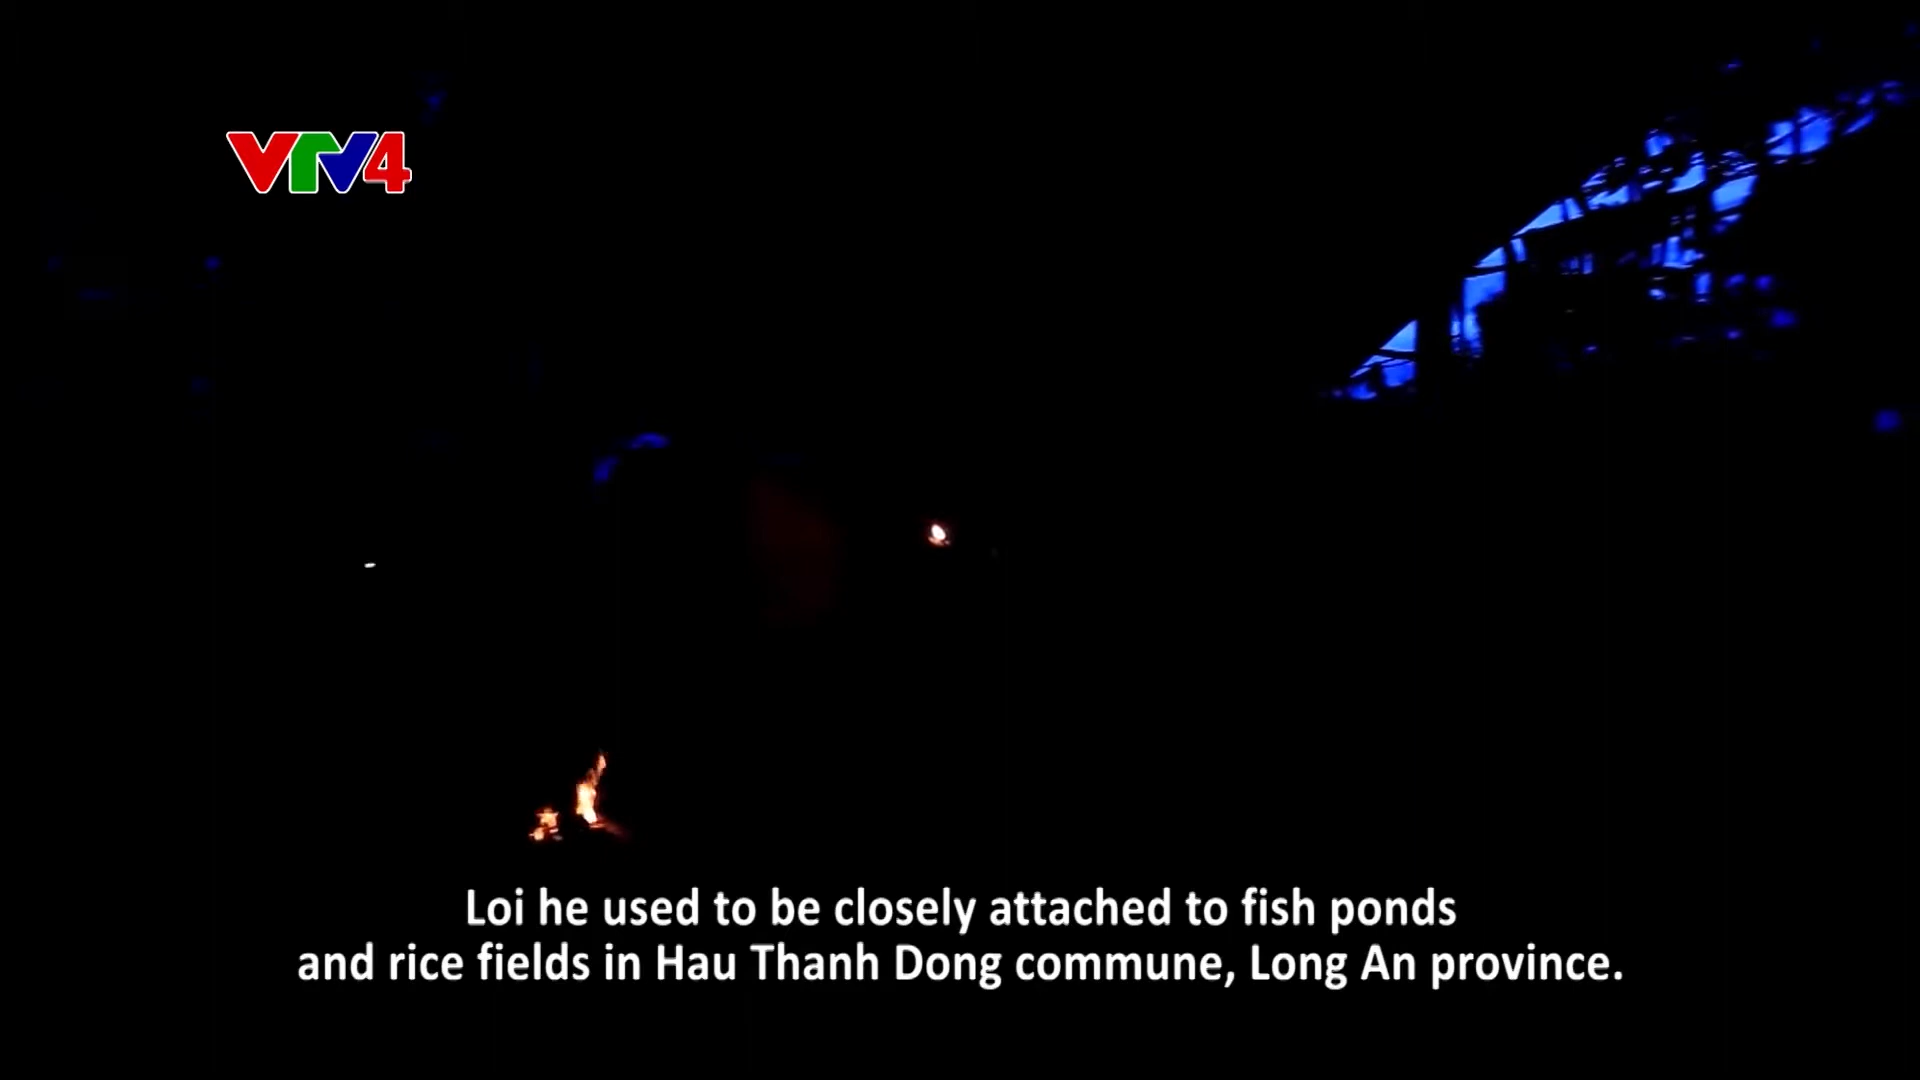 VTV4
Loi he used to be closely attached to fish ponds
and rice fields in Hau Thanh Dong commune, Long An province.